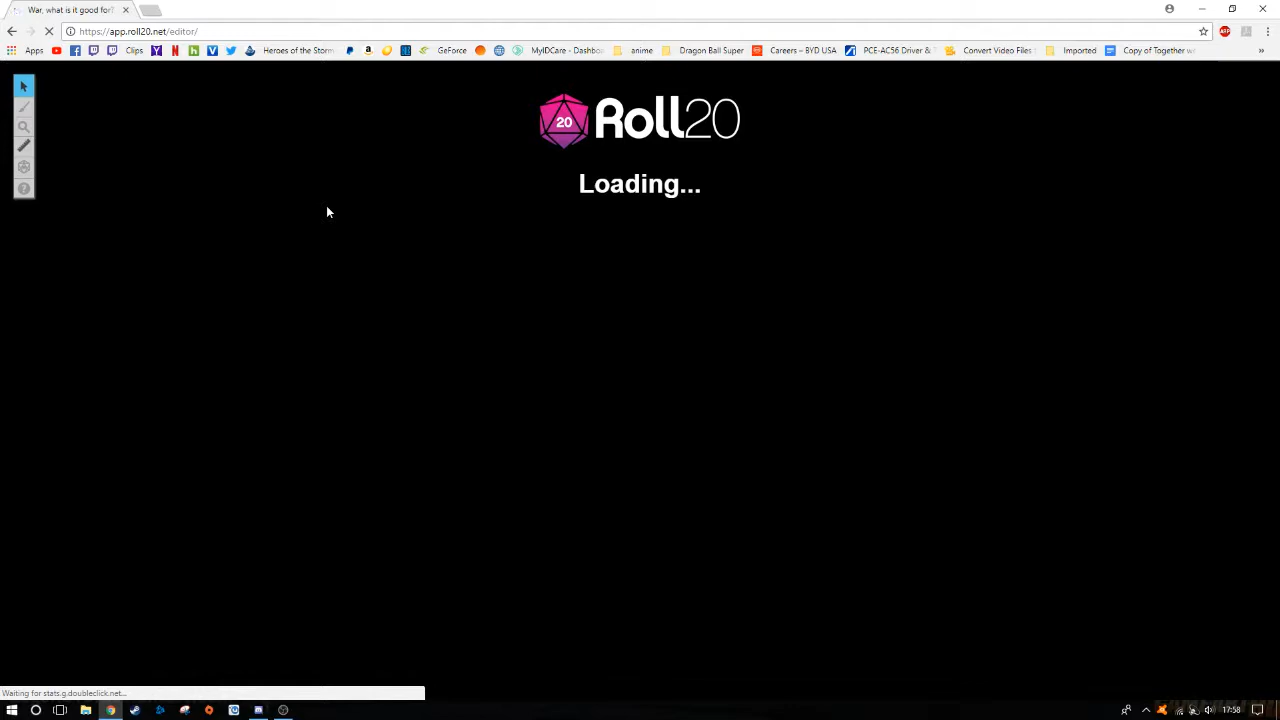 War, what is it good for?
https://app.roll20.net/editor/
Apps Clips Heroes of the Storm GeForce MyIDCare - Dashbo anime Dragon Ball Super Careers – BYD USA PCE-AC56 Driver & Convert Video Files Imported Copy of Together w »
20 Roll20
Loading...
Waiting for stats.g.doubleclick.net...
17:58